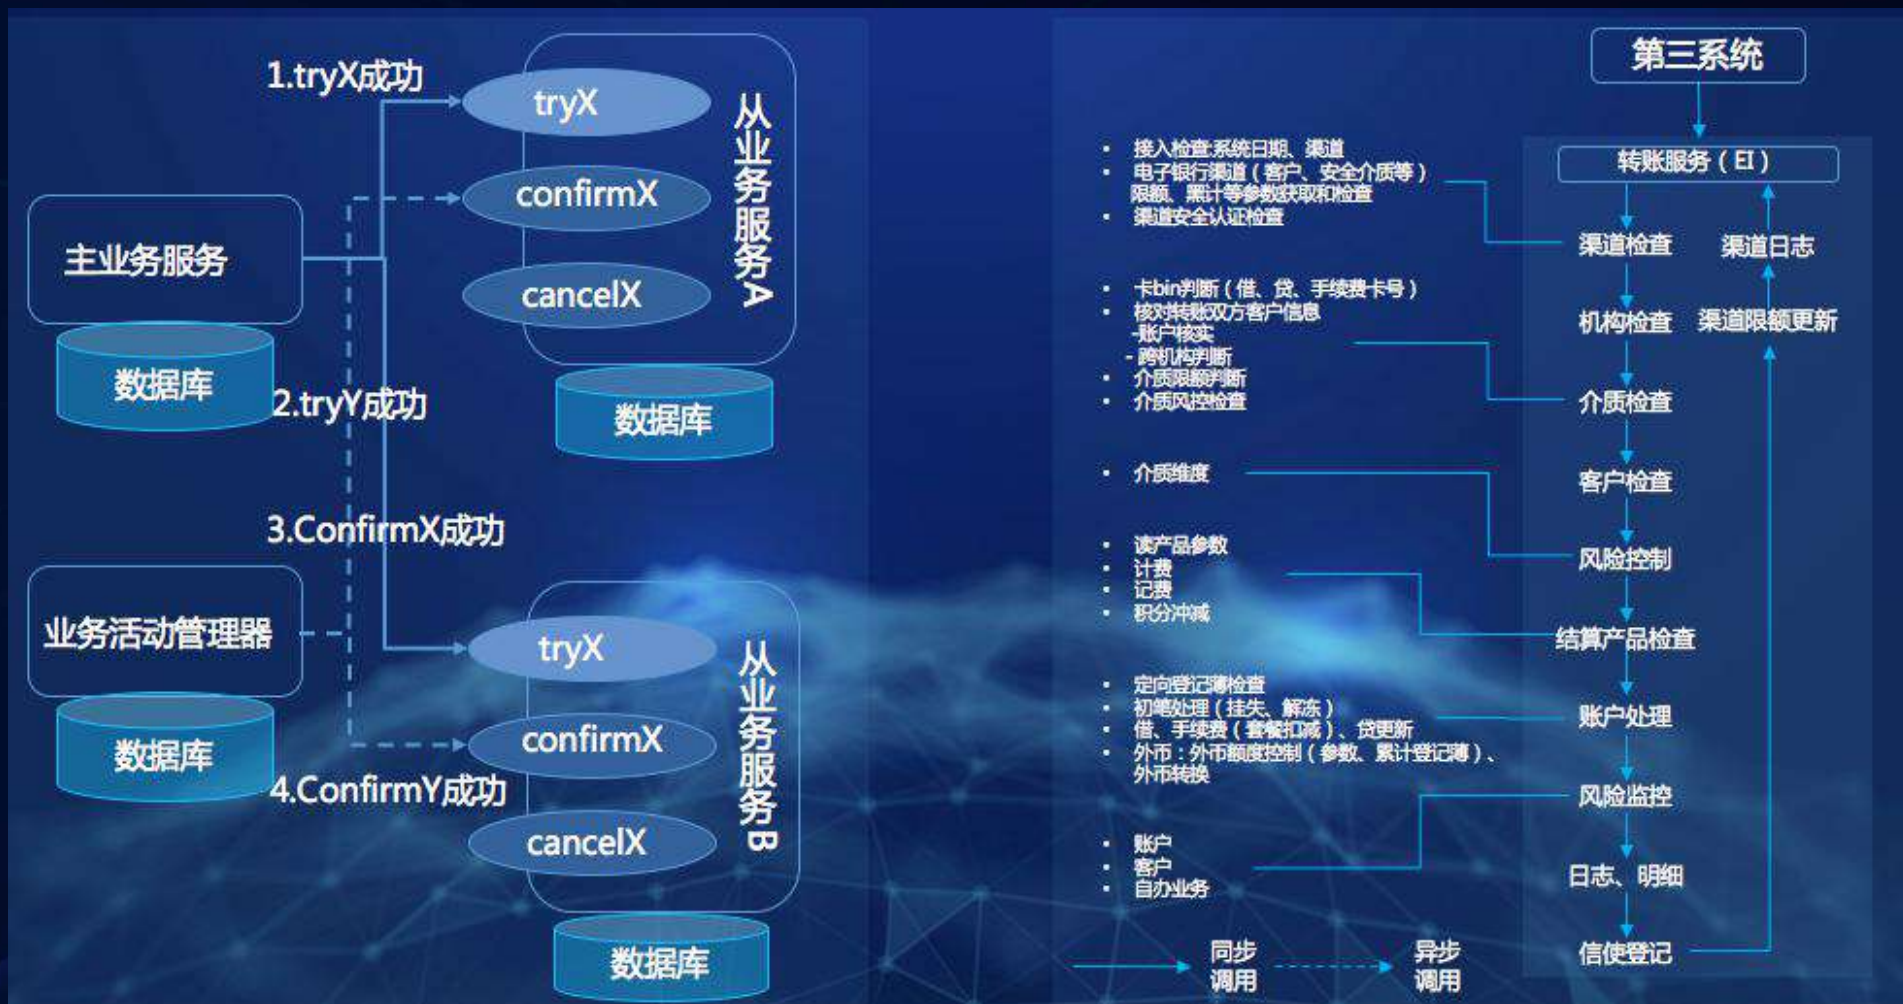 1.tryX成功
tryX
confirmX
cancelX
从业务服务A
数据库
主业务服务
数据库
2.tryY成功
3.ConfirmX成功
业务活动管理器
数据库
4.ConfirmY成功
tryX
confirmX
cancelX
从业务服务B
数据库
第三系统
转账服务（EI）
• 接入检查:系统日期、渠道
• 电子银行渠道（客户、安全介质等）
限额、黑计等参数获取和检查
• 渠道安全认证检查
渠道检查
渠道日志
• 卡bin判断（借、贷、手续费卡号）
• 核对转账双方客户信息
-账户核实
- 跨机构判断
• 介质限额判断
• 介质风控检查
机构检查
渠道限额更新
介质检查
客户检查
• 介质维度
风险控制
• 读产品参数
• 计费
• 记费
• 积分冲减
结算产品检查
• 定向登记薄检查
• 初笔处理（挂失、解冻）
• 借、手续费（套餐扣减）、贷更新
• 外币：外币额度控制（参数、累计登记薄）、
外币转换
账户处理
风险监控
• 账户
• 客户
• 自办业务
日志、明细
信使登记
同步
调用
异步
调用